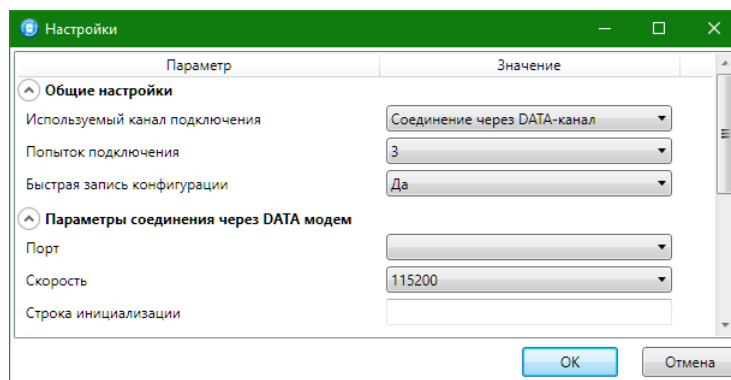 Настройки
Параметр Значение
Общие настройки
Используемый канал подключения Соединение через DATA-канал
Попыток подключения 3
Быстрая запись конфигурации Да
Параметры соединения через DATA модем
Порт
Скорость 115200
Строка инициализации
OK Отмена